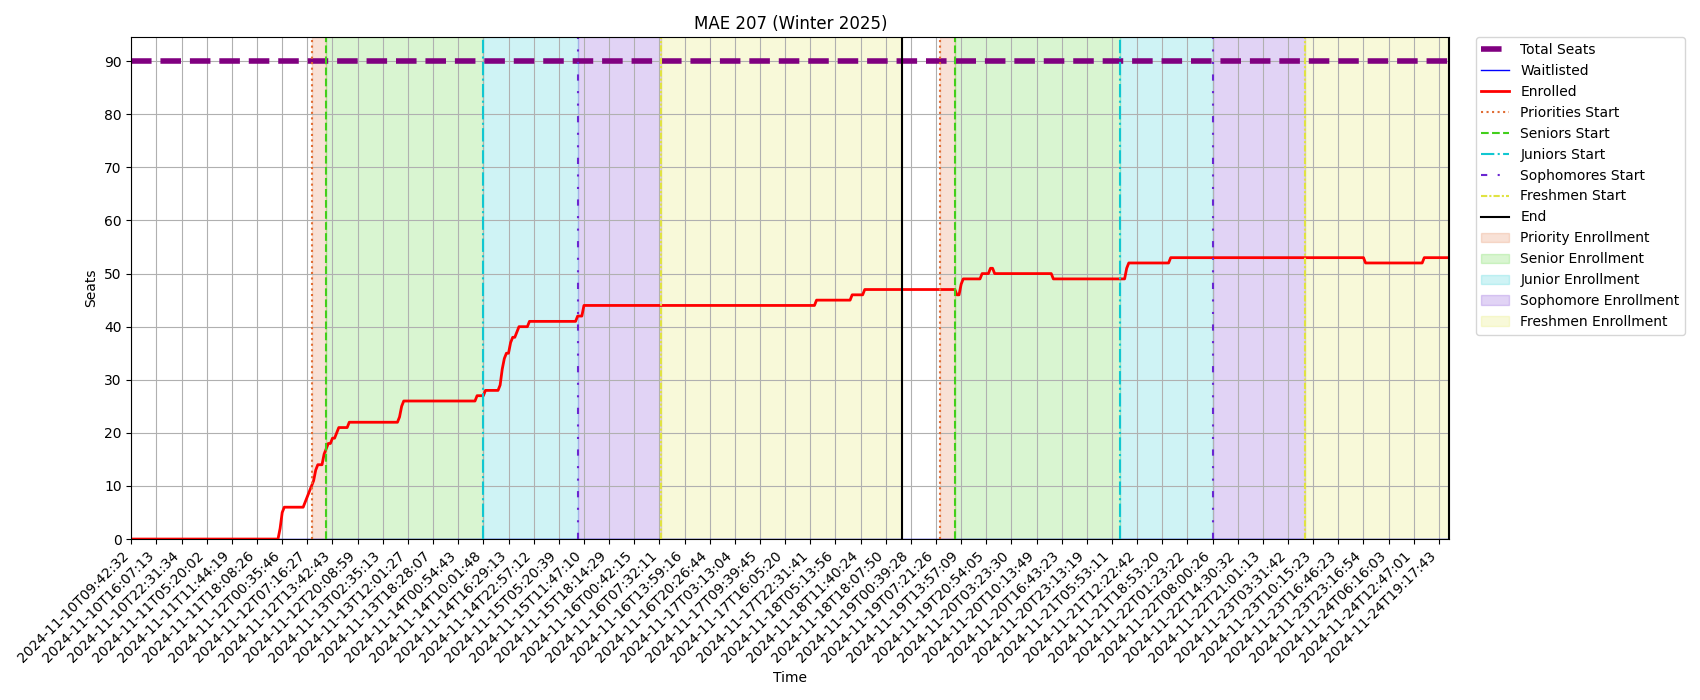 MAE 207 (Winter 2025)
Seats
90
80
70
60
50
40
30
20
10
0
2024-11-10T09:42:32
2024-11-10T16:07:13
2024-11-10T22:31:34
2024-11-11T05:20:02
2024-11-11T11:44:19
2024-11-11T18:08:26
2024-11-12T00:35:46
2024-11-12T07:16:27
2024-11-12T13:42:43
2024-11-12T20:08:59
2024-11-13T02:35:13
2024-11-13T12:01:27
2024-11-13T18:28:07
2024-11-14T00:54:43
2024-11-14T10:01:48
2024-11-14T16:29:13
2024-11-14T22:57:12
2024-11-15T05:20:39
2024-11-15T11:47:10
2024-11-15T18:14:29
2024-11-16T00:42:15
2024-11-16T07:32:11
2024-11-16T13:59:16
2024-11-16T20:26:44
2024-11-17T03:13:04
2024-11-17T09:39:45
2024-11-17T16:05:20
2024-11-17T22:31:41
2024-11-18T05:13:56
2024-11-18T11:40:24
2024-11-18T18:07:50
2024-11-19T00:39:28
2024-11-19T07:21:26
2024-11-19T13:57:09
2024-11-19T20:54:05
2024-11-20T03:23:30
2024-11-20T10:13:49
2024-11-20T16:43:23
2024-11-20T23:13:19
2024-11-21T05:53:11
2024-11-21T12:22:42
2024-11-21T18:53:20
2024-11-22T01:23:22
2024-11-22T08:00:26
2024-11-22T14:30:32
2024-11-22T21:01:13
2024-11-23T03:31:42
2024-11-23T10:15:23
2024-11-23T16:46:23
2024-11-23T23:16:54
2024-11-24T06:16:03
2024-11-24T12:47:01
2024-11-24T19:17:43
Time
Total Seats
Waitlisted
Enrolled
Priorities Start
Seniors Start
Juniors Start
Sophomores Start
Freshmen Start
End
Priority Enrollment
Senior Enrollment
Junior Enrollment
Sophomore Enrollment
Freshmen Enrollment